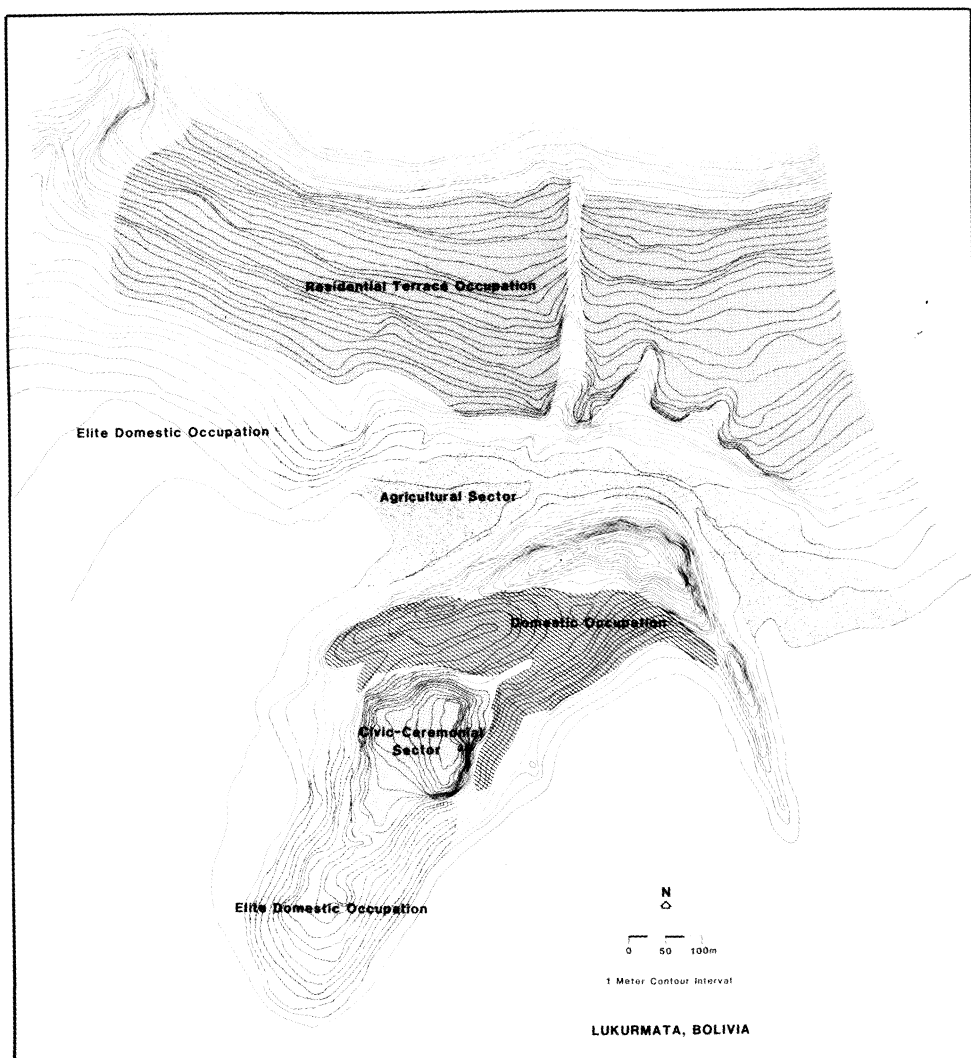 Residential Terrace Occupation
Elite Domestic Occupation
Agricultural Sector
Domestic Occupation
Civic-Ceremonial
Sector
Elite Domestic Occupation
N
0 50 100m
1 Meter Contour Interval
LUKURMATA, BOLIVIA